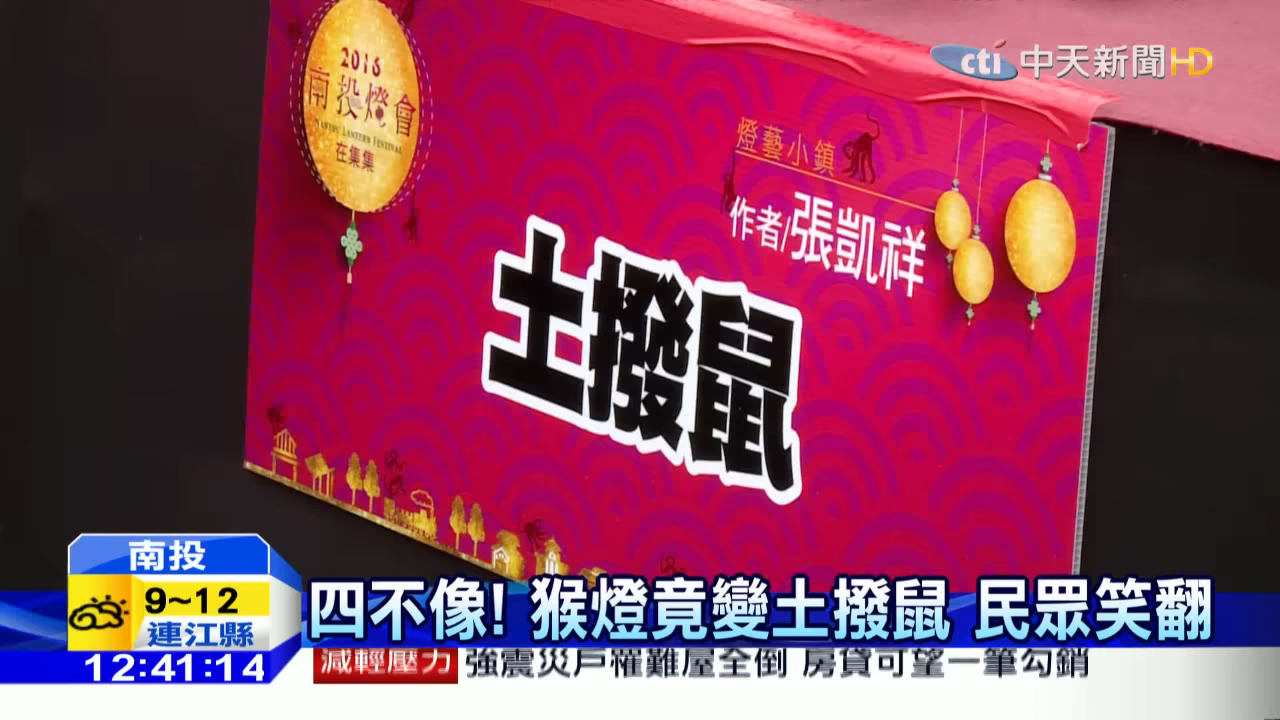 2016
南投燈會
NANTOU LANTERN FESTIVAL
在集集
cti 中天新聞HD
燈藝小鎮
作者/張凱祥
土撥鼠
南投
9~12
連江縣
12:41:14
四不像! 猴燈竟變土撥鼠 民眾笑翻
減輕壓力 強震災戶罹難屋全倒 房貸可望一筆勾銷